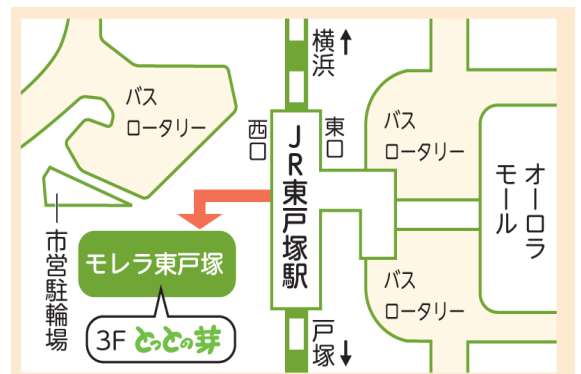 横浜
バス
ロータリー
西口
東口
JR東戸塚駅
バス
ロータリー
オーロラ
モール
市営駐輪場
モレラ東戸塚
3F とっとの芽
バス
ロータリー
戸塚